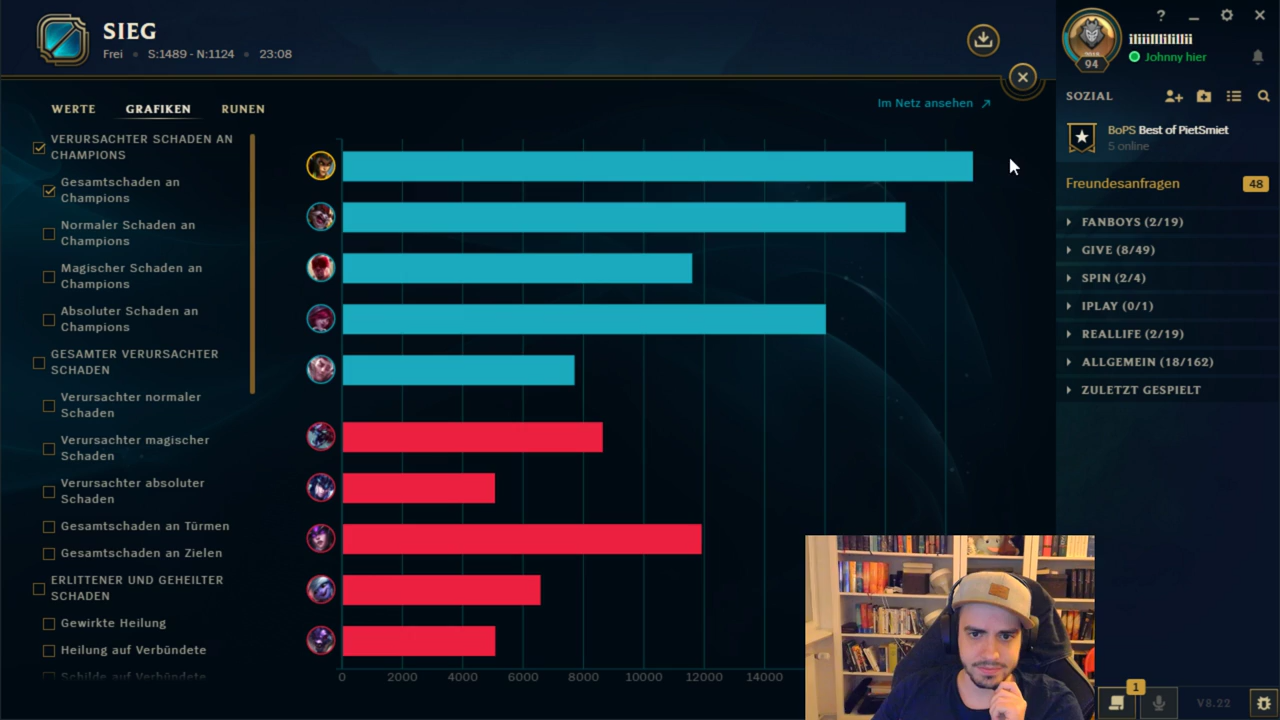 SIEG
Frei • S:1489 - N:1124 • 23:08
WERTE GRAFIKEN RUNEN
Im Netz ansehen
VERURSACHTER SCHADEN AN
CHAMPIONS
Gesamtschaden an
Champions
Normaler Schaden an
Champions
Magischer Schaden an
Champions
Absoluter Schaden an
Champions
GESAMTER VERURSACHTER
SCHADEN
Verursachter normaler
Schaden
Verursachter magischer
Schaden
Verursachter absoluter
Schaden
Gesamtschaden an Türmen
Gesamtschaden an Zielen
ERLITTENER UND GEHEILTER
SCHADEN
Gewirkte Heilung
Heilung auf Verbündete
Schilde auf Verbündete
0 2000 4000 6000 8000 10000 12000 14000
?
94
Johnny hier
SOZIAL
BoPS Best of PietSmiet
5 online
Freundesanfragen 48
FANBOYS (2/19)
GIVE (8/49)
SPIN (2/4)
IPLAY (0/1)
REALLIFE (2/19)
ALLGEMEIN (18/162)
ZULETZT GESPIELT
1
V8.22